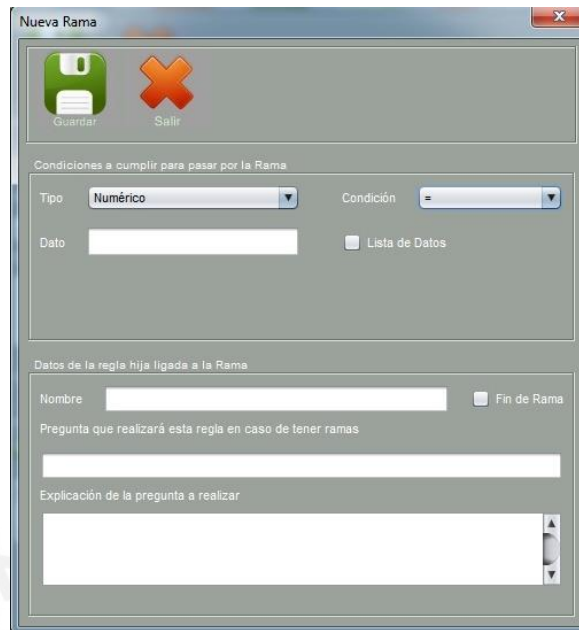 Nueva Rama
Guardar Salir
Condiciones a cumplir para pasar por la Rama
Tipo Numérico Condición =
Dato Lista de Datos
Datos de la regla hija ligada a la Rama
Nombre Fin de Rama
Pregunta que realizará esta regla en caso de tener ramas
Explicación de la pregunta a realizar